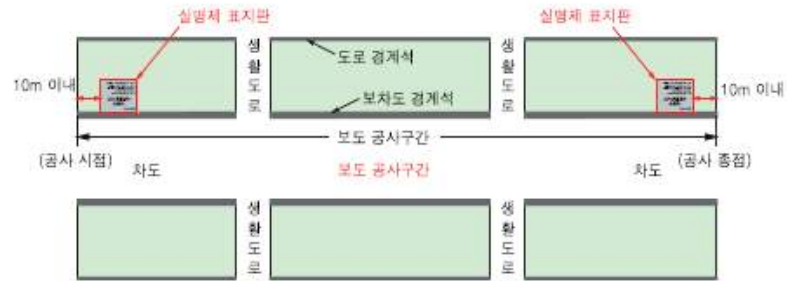 실명제 표지판
실명제 표지판
생활도로
생활도로
도로 경계석
보차도 경계석
10m 이내
10m 이내
보도 공사구간
(공사 시점)
차도
보도 공사구간
차도
(공사 종점)
생활도로
생활도로